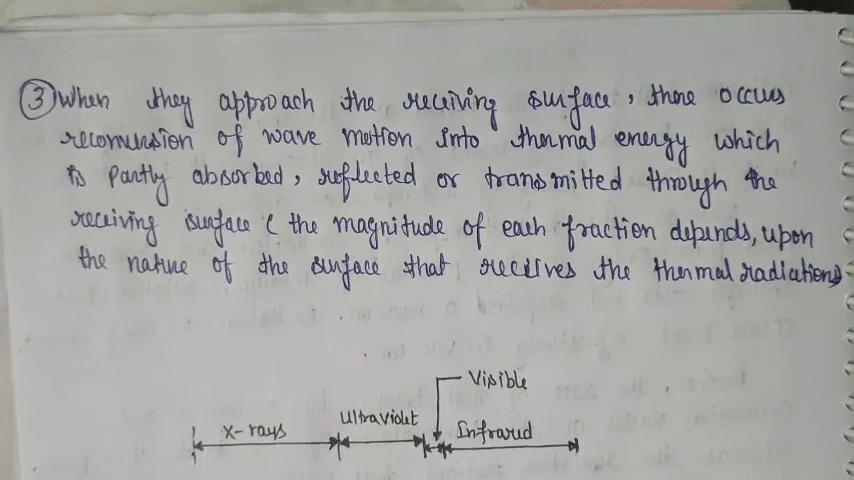 ③ When they approach the receiving surface, there occurs
reconversion of wave motion into thermal energy which
is partly absorbed, reflected or transmitted through the
receiving surface ( the magnitude of each fraction depends, upon
the nature of the surface that receives the thermal radiations)
Visible
X-rays Ultraviolet Infrared